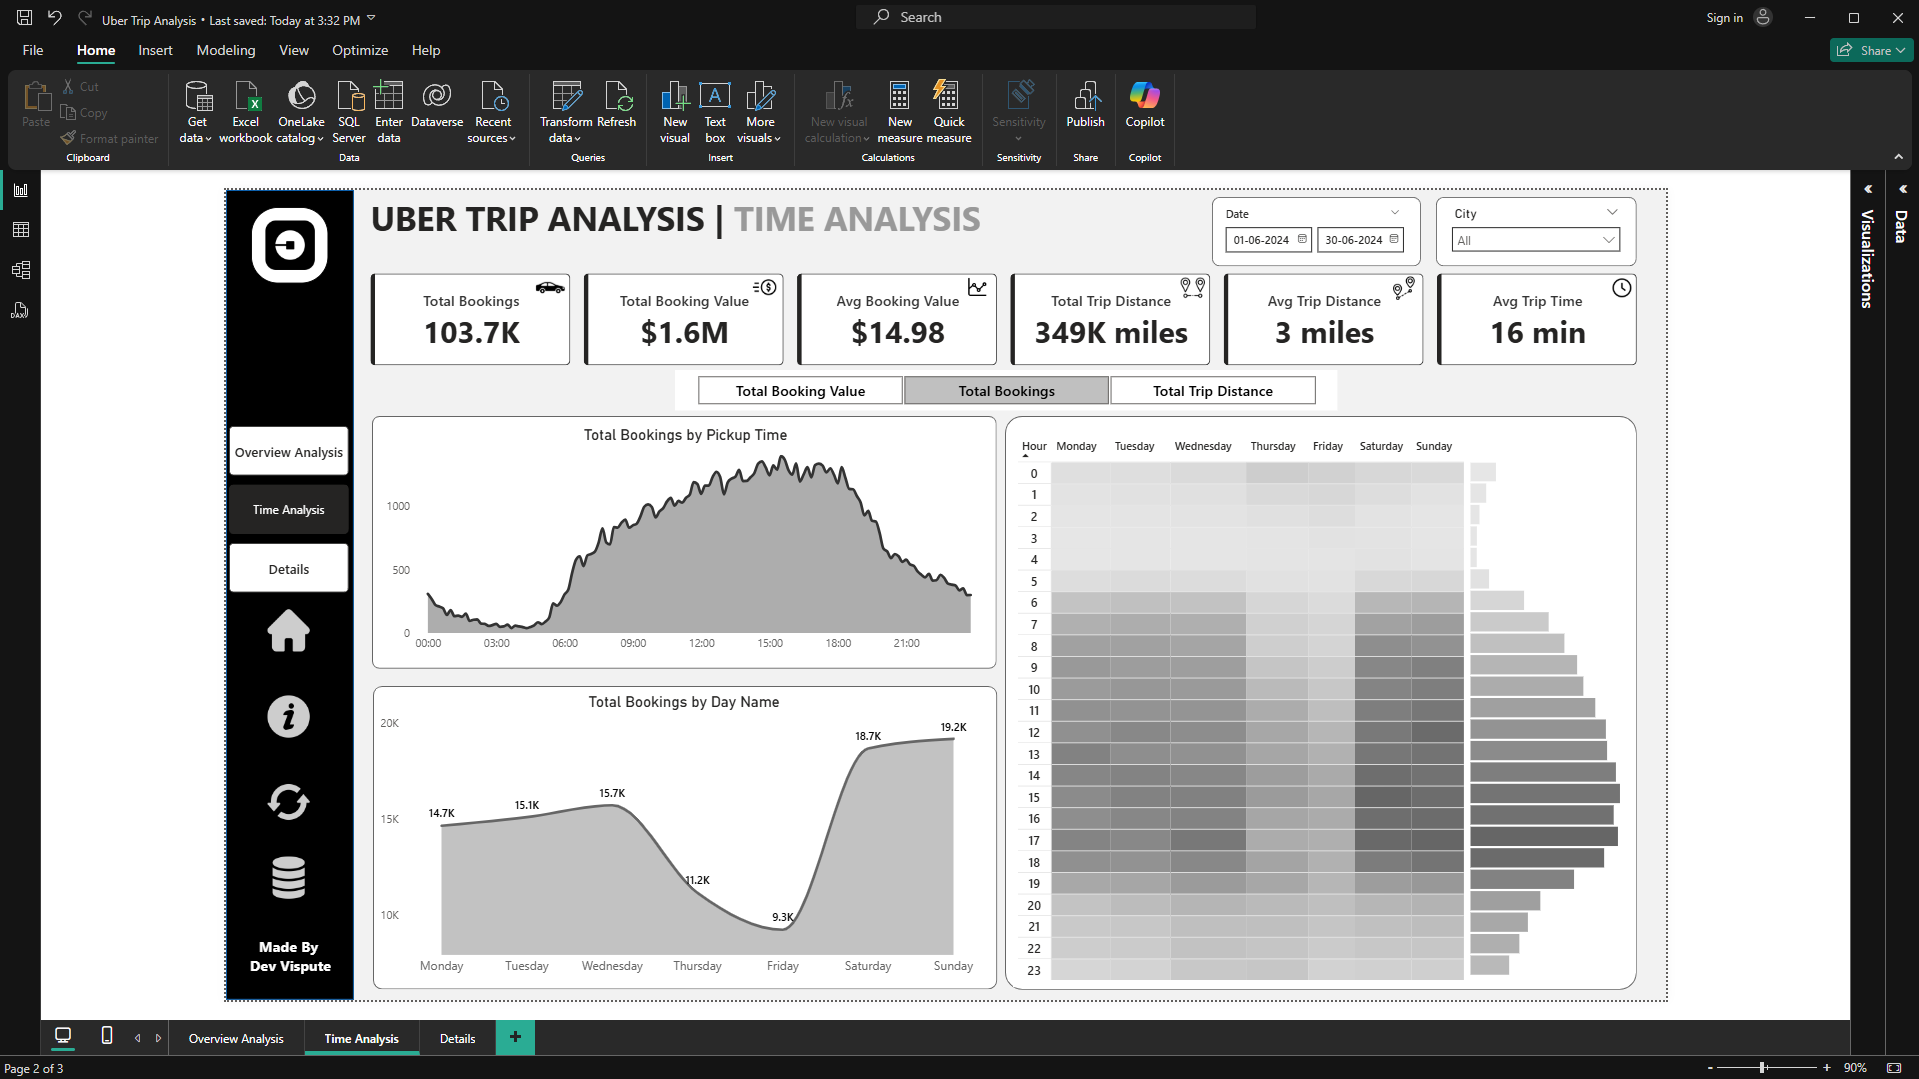 Uber Trip Analysis • Last saved: Today at 3:32 PM
Search
Sign in
File Home Insert Modeling View Optimize Help
Share
Paste
Cut
Copy
Format painter
Clipboard
Get data
Excel workbook
OneLake catalog
SQL Server
Enter data
Dataverse
Recent sources
Data
Transform data
Refresh
Queries
New visual
Text box
More visuals
Insert
New visual calculation
New measure
Quick measure
Calculations
Sensitivity
Sensitivity
Publish
Share
Copilot
Copilot
UBER TRIP ANALYSIS | TIME ANALYSIS
Date
01-06-2024 30-06-2024
City
All
Total Bookings
103.7K
Total Booking Value
$1.6M
Avg Booking Value
$14.98
Total Trip Distance
349K miles
Avg Trip Distance
3 miles
Avg Trip Time
16 min
Total Booking Value Total Bookings Total Trip Distance
Overview Analysis
Time Analysis
Details
Made By
Dev Vispute
Total Bookings by Pickup Time
1000
500
0
00:00 03:00 06:00 09:00 12:00 15:00 18:00 21:00
Total Bookings by Day Name
20K
15K
10K
14.7K
15.1K
15.7K
11.2K
9.3K
18.7K
19.2K
Monday Tuesday Wednesday Thursday Friday Saturday Sunday
Hour Monday Tuesday Wednesday Thursday Friday Saturday Sunday
0
1
2
3
4
5
6
7
8
9
10
11
12
13
14
15
16
17
18
19
20
21
22
23
Visualizations
Data
DAX
Overview Analysis Time Analysis Details +
Page 2 of 3
- + 90%